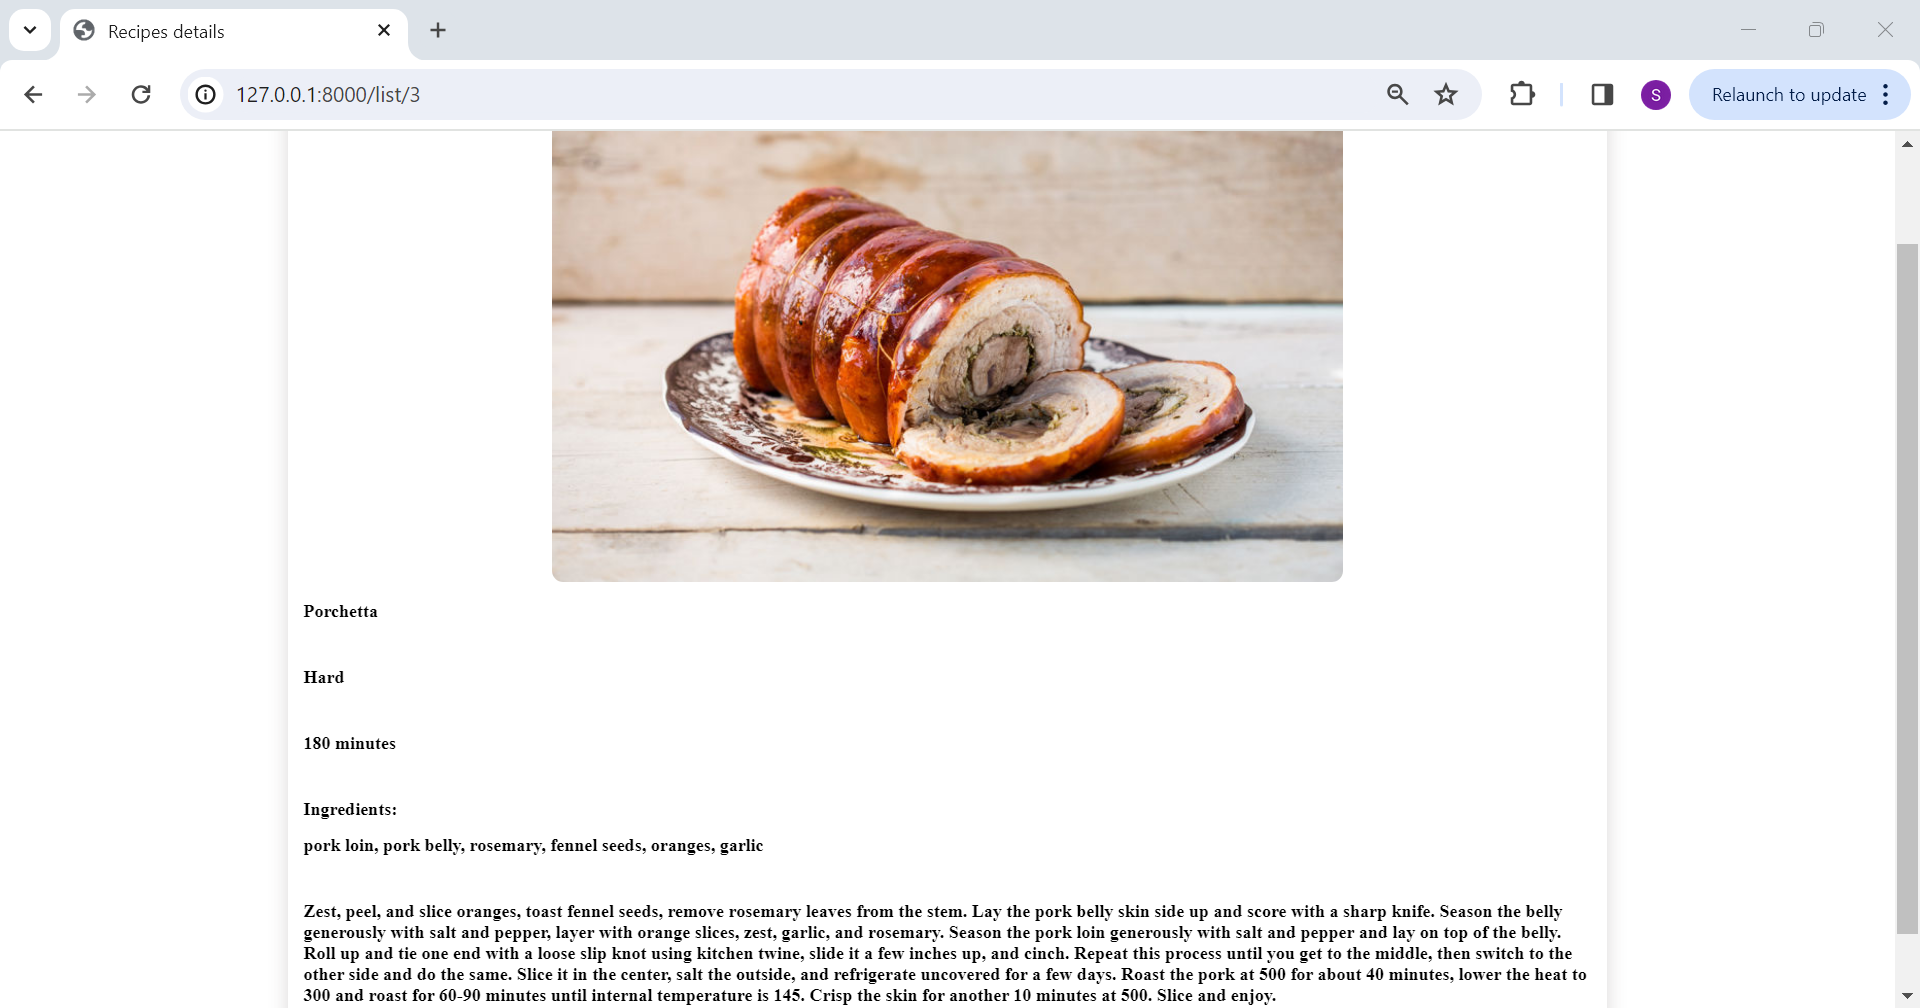 Recipes details
127.0.0.1:8000/list/3
S
Relaunch to update
Porchetta
Hard
180 minutes
Ingredients:
pork loin, pork belly, rosemary, fennel seeds, oranges, garlic
Zest, peel, and slice oranges, toast fennel seeds, remove rosemary leaves from the stem. Lay the pork belly skin side up and score with a sharp knife. Season the belly
generously with salt and pepper, layer with orange slices, zest, garlic, and rosemary. Season the pork loin generously with salt and pepper and lay on top of the belly.
Roll up and tie one end with a loose slip knot using kitchen twine, slide it a few inches up, and cinch. Repeat this process until you get to the middle, then switch to the
other side and do the same. Slice it in the center, salt the outside, and refrigerate uncovered for a few days. Roast the pork at 500 for about 40 minutes, lower the heat to
300 and roast for 60-90 minutes until internal temperature is 145. Crisp the skin for another 10 minutes at 500. Slice and enjoy.